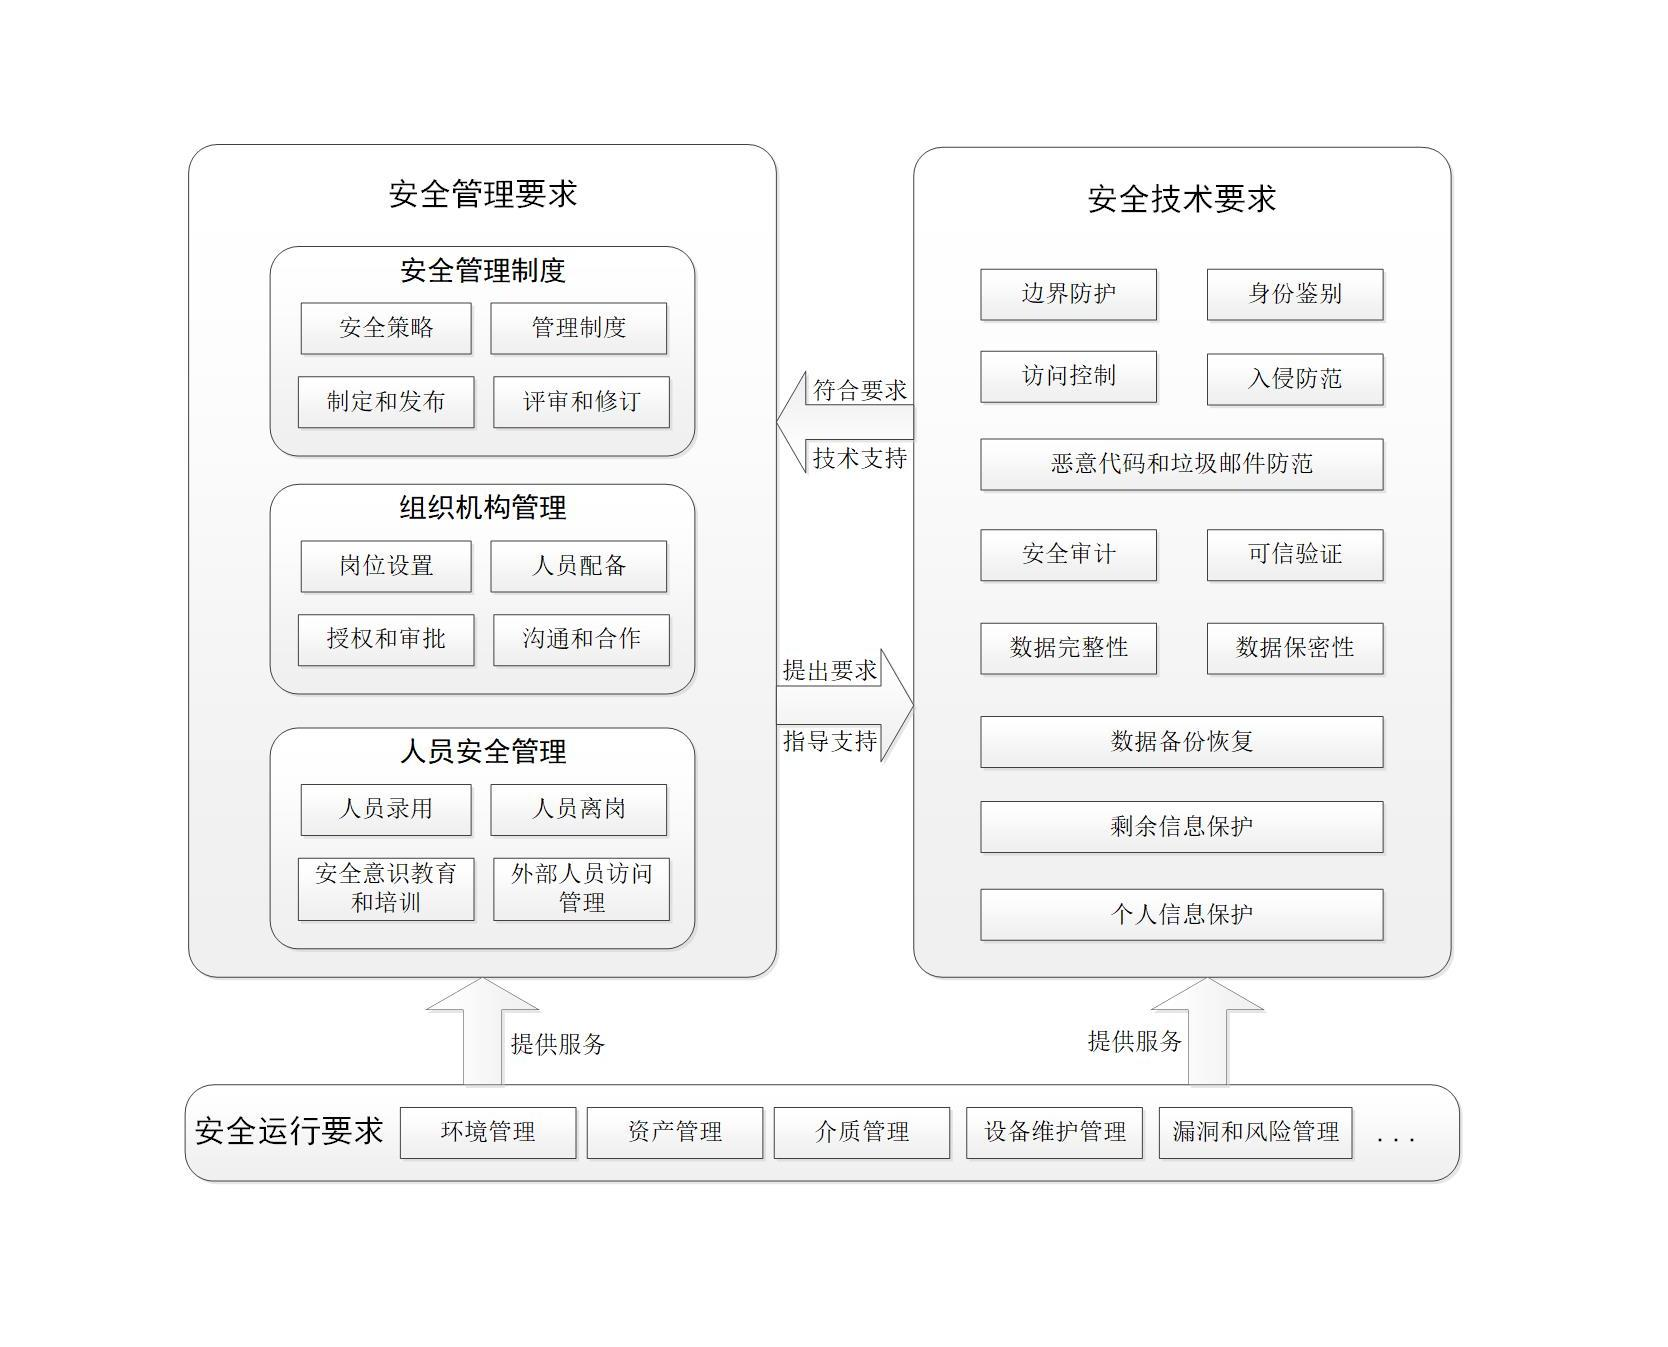 安全管理要求
安全管理制度
安全策略
管理制度
制定和发布
评审和修订
组织机构管理
岗位设置
人员配备
授权和审批
沟通和合作
人员安全管理
人员录用
人员离岗
安全意识教育
和培训
外部人员访问
管理
符合要求
技术支持
提出要求
指导支持
安全技术要求
边界防护
身份鉴别
访问控制
入侵防范
恶意代码和垃圾邮件防范
安全审计
可信验证
数据完整性
数据保密性
数据备份恢复
剩余信息保护
个人信息保护
提供服务
提供服务
安全运行要求
环境管理
资产管理
介质管理
设备维护管理
漏洞和风险管理
...